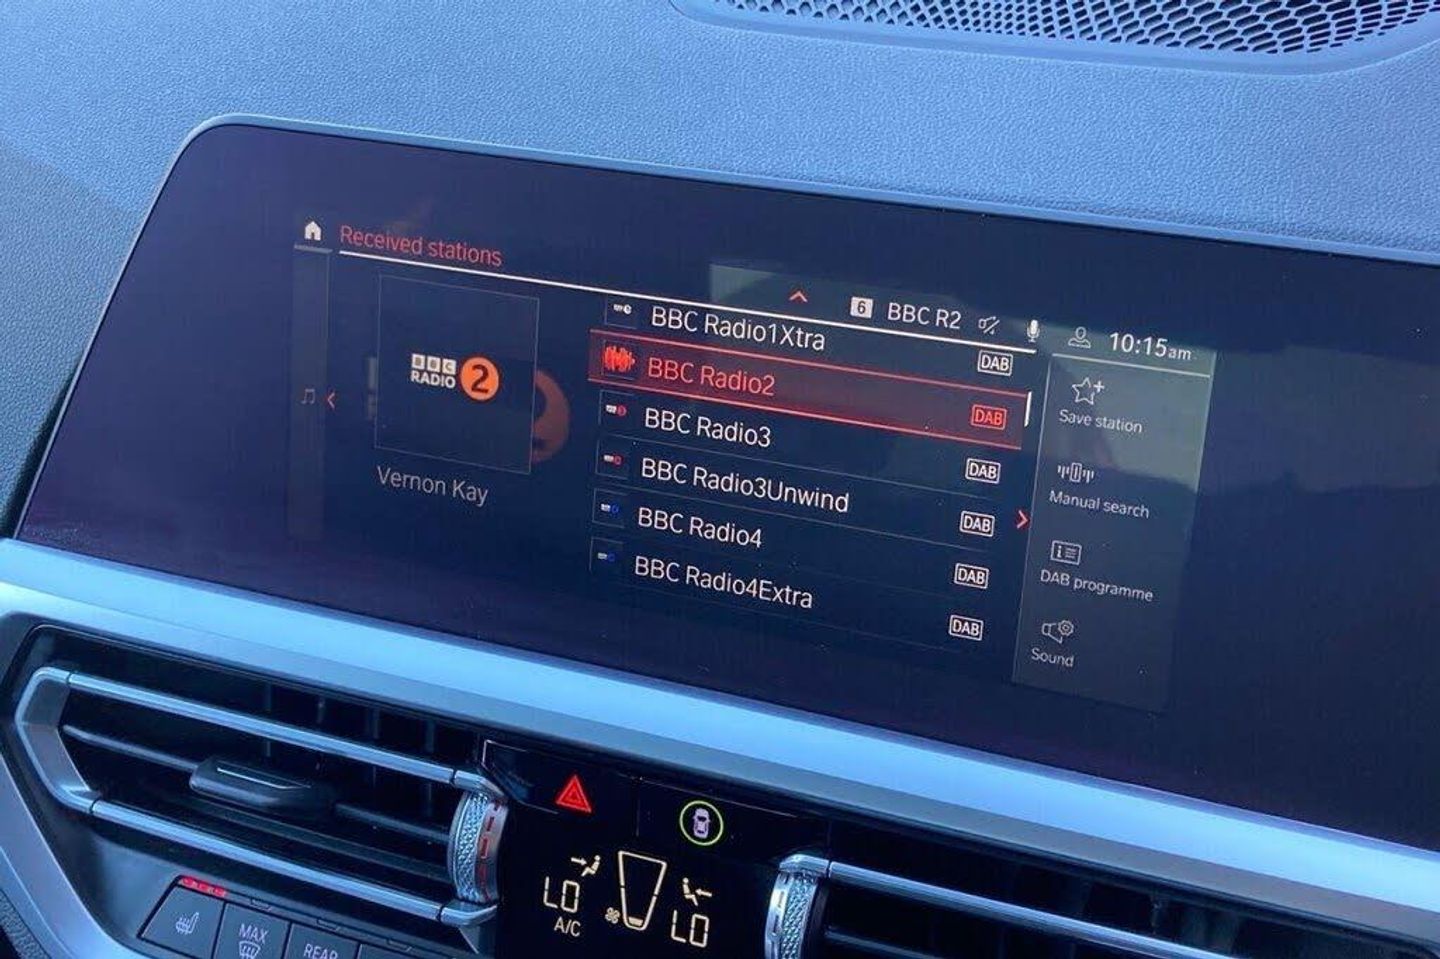 Received stations
6 BBC R2
10:15am
BBC RADIO 2
Vernon Kay
BBC Radio1Xtra DAB
BBC Radio2 DAB
BBC Radio3 DAB
BBC Radio3Unwind DAB
BBC Radio4 DAB
BBC Radio4Extra DAB
Save station
Manual search
DAB programme
Sound
LO
A/C
LO
MAX
REAR